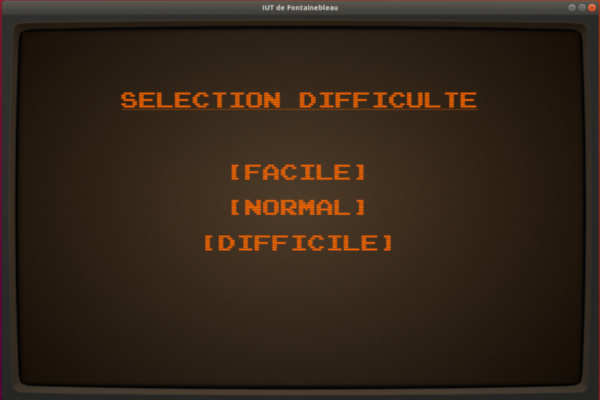 IUT de Fontainebleau
SELECTION DIFFICULTE
[FACILE]
[NORMAL]
[DIFFICILE]